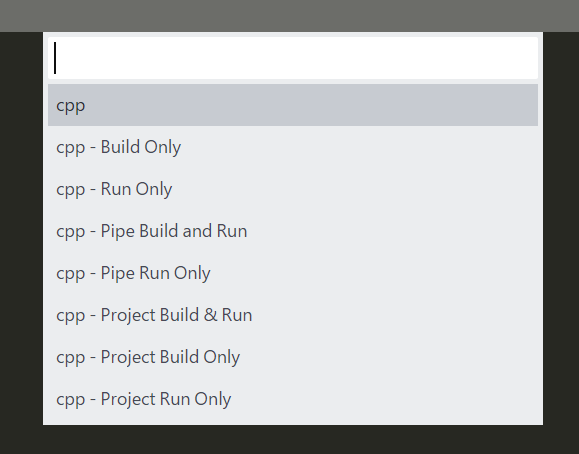 cpp
cpp - Build Only
cpp - Run Only
cpp - Pipe Build and Run
cpp - Pipe Run Only
cpp - Project Build & Run
cpp - Project Build Only
cpp - Project Run Only